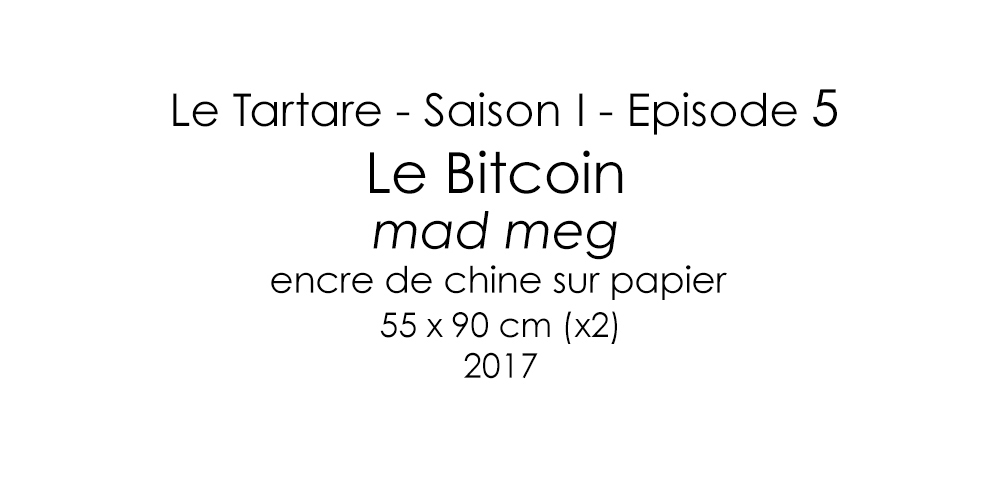 Le Tartare - Saison I - Episode 5
Le Bitcoin
mad meg
encre de chine sur papier
55 x 90 cm (x2)
2017